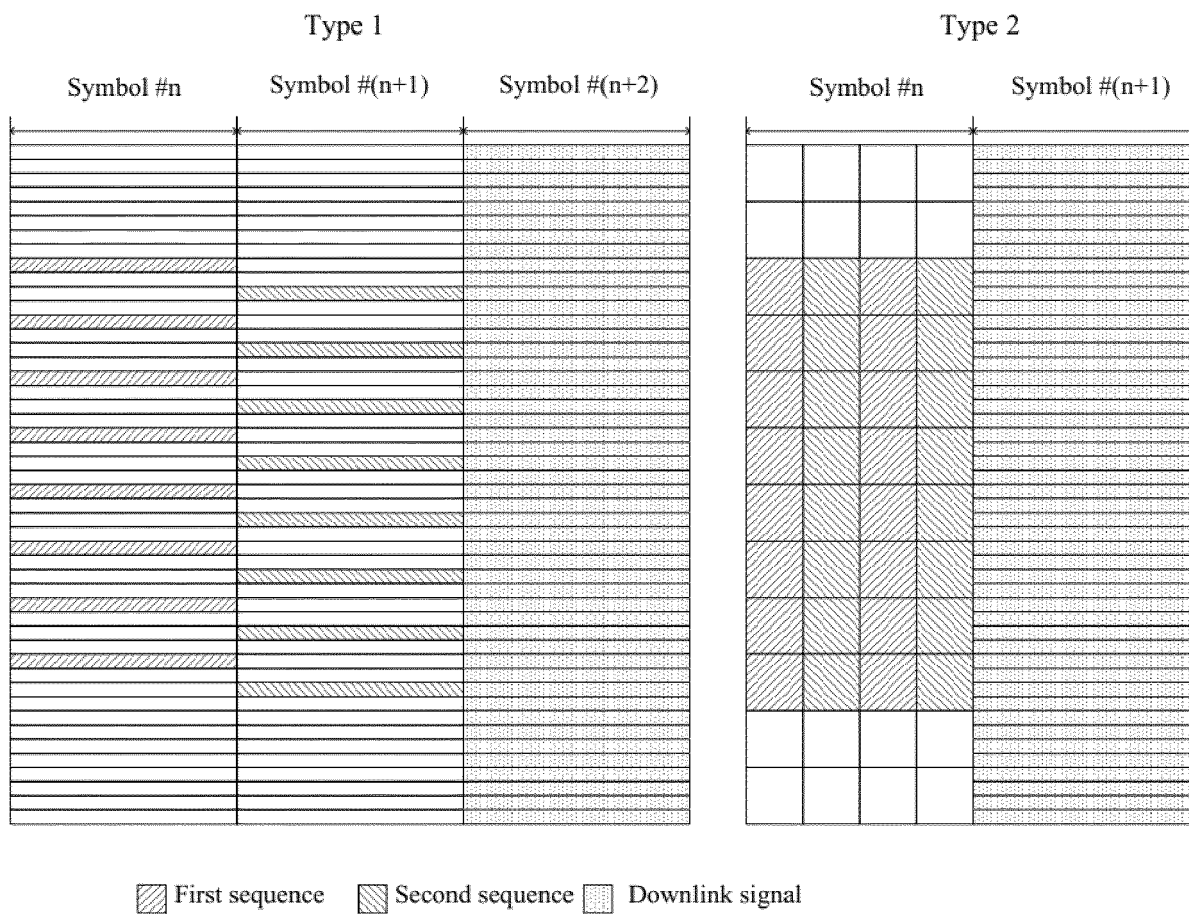 Type 1
Type 2
Symbol #n
Symbol #(n+1)
Symbol #(n+2)
Symbol #n
Symbol #(n+1)
First sequence
Second sequence
Downlink signal